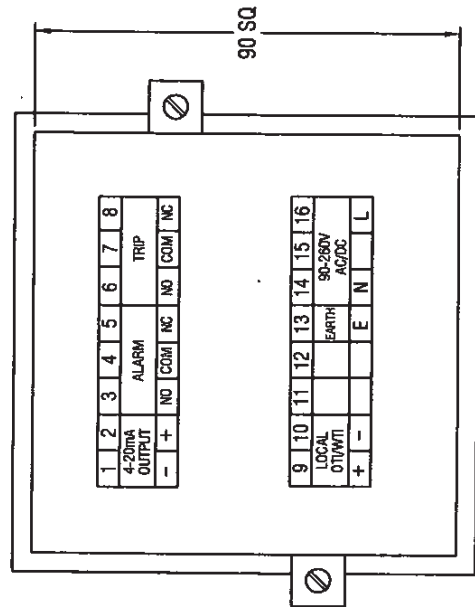 90 SQ
1 2 3 4 5 6 7 8
4-20mA OUTPUT ALARM TRIP
- + NO COM NC NO COM NC
9 10 11 12 13 14 15 16
LOCAL OTI/WTI EARTH 90-260V AC/DC
+ - E N L